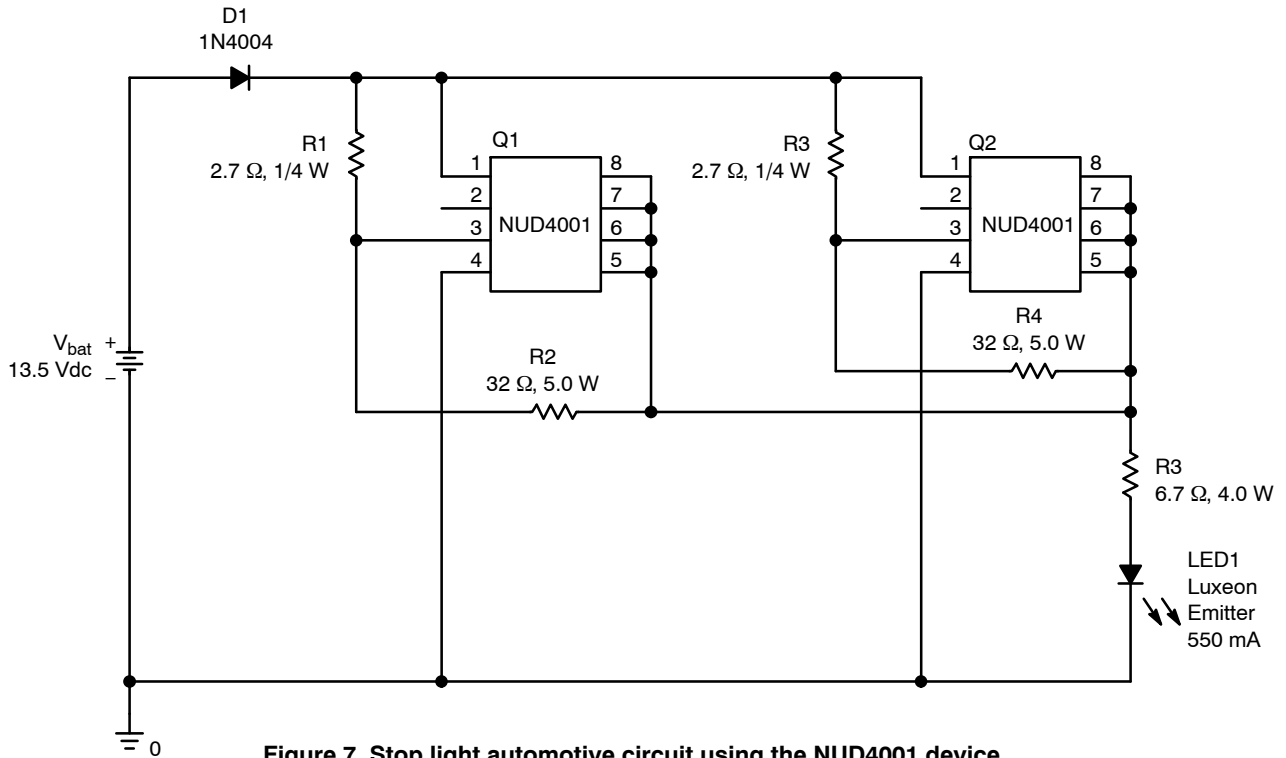 D1
1N4004
R1
2.7 Ω, 1/4 W
Q1
1
2
3
4
NUD4001
8
7
6
5
R3
2.7 Ω, 1/4 W
Q2
1
2
3
4
NUD4001
8
7
6
5
R4
32 Ω, 5.0 W
Vbat
13.5 Vdc
+
–
R2
32 Ω, 5.0 W
R3
6.7 Ω, 4.0 W
LED1
Luxeon
Emitter
550 mA
0
Figure 7. Stop light automotive circuit using the NUD4001 device